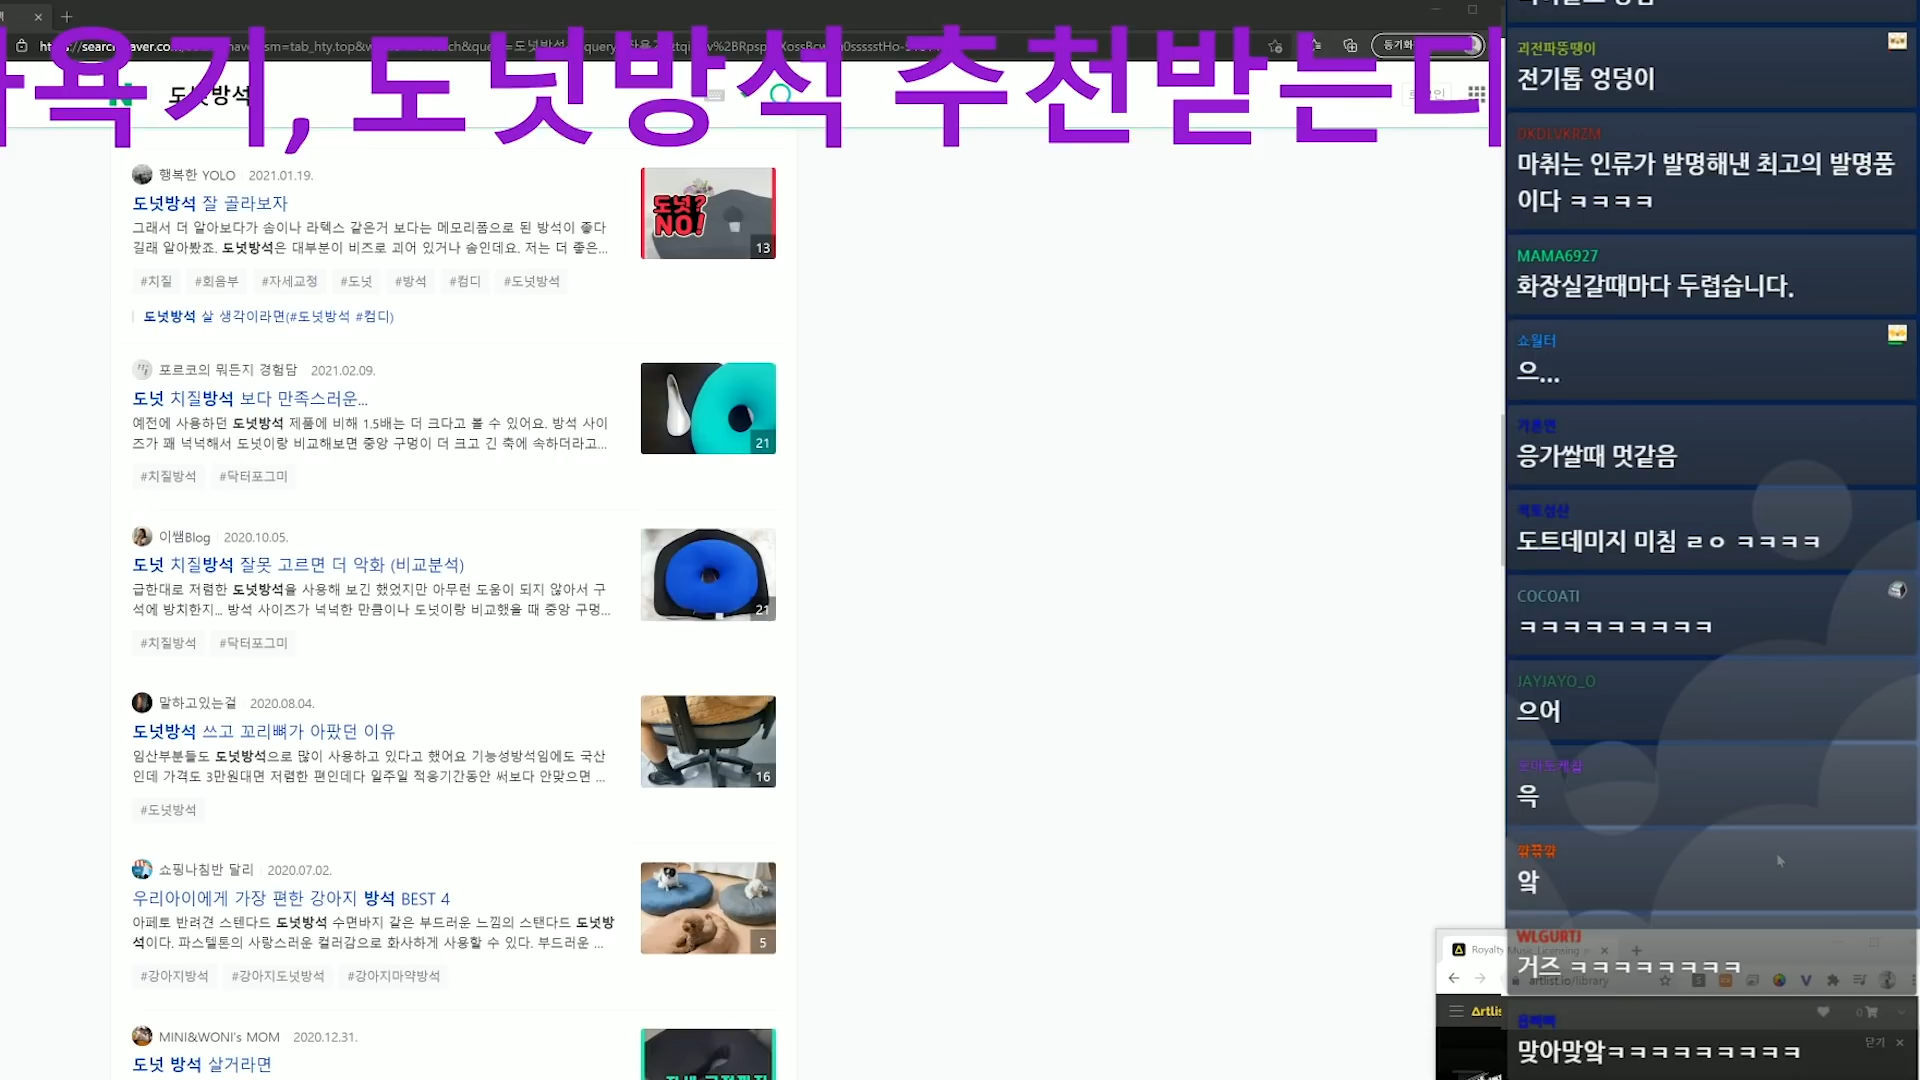 욕기, 도넛방석 추천받는다
도넛방석
행복한 YOLO 2021.01.19.
도넛방석 잘 골라보자
그래서 더 알아보다가 솜이나 라텍스 같은거 보다는 메모리폼으로 된 방석이 좋다
길래 알아봤죠. 도넛방석은 대부분이 비즈로 괴어 있거나 솜인데요. 저는 더 좋은...
#치질 #회음부 #자세교정 #도넛 #방석 #컴디 #도넛방석
도넛방석 살 생각이라면(#도넛방석 #컴디)
도넛?
NO!
13
포르코의 뭐든지 경험담 2021.02.09.
도넛 치질방석 보다 만족스러운...
예전에 사용하던 도넛방석 제품에 비해 1.5배는 더 크다고 볼 수 있어요. 방석 사이
즈가 꽤 넉넉해서 도넛이랑 비교해보면 중앙 구멍이 더 크고 긴 축에 속하더라고...
#치질방석 #닥터포그미
21
이쌤Blog 2020.10.05.
도넛 치질방석 잘못 고르면 더 악화 (비교분석)
급한대로 저렴한 도넛방석을 사용해 보긴 했었지만 아무런 도움이 되지 않아서 구
석에 방치한지... 방석 사이즈가 넉넉한 만큼이나 도넛이랑 비교했을 때 중앙 구멍...
#치질방석 #닥터포그미
21
말하고있는걸 2020.08.04.
도넛방석 쓰고 꼬리뼈가 아팠던 이유
임산부분들도 도넛방석으로 많이 사용하고 있다고 했어요 기능성방석임에도 국산
인데 가격도 3만원대면 저렴한 편인데다 일주일 적응기간동안 써보다 안맞으면 ...
#도넛방석
16
쇼핑나침반 달리 2020.07.02.
우리아이에게 가장 편한 강아지 방석 BEST 4
아페토 반려견 스텐다드 도넛방석 수면바지 같은 부드러운 느낌의 스탠다드 도넛방
석이다. 파스텔톤의 사랑스러운 컬러감으로 화사하게 사용할 수 있다. 부드러운 ...
#강아지방석 #강아지도넛방석 #강아지마약방석
5
MINI&WONI's MOM 2020.12.31.
도넛 방석 살거라면
괴전파뚱땡이
전기톱 엉덩이
DKDLVKRZM
마취는 인류가 발명해낸 최고의 발명품
이다 ㅋㅋㅋㅋ
MAMA6927
화장실갈때마다 두렵습니다.
쇼월터
으...
응가쌀때 멋같음
도트데미지 미침 ㄹㅇ ㅋㅋㅋㅋ
COCOATI
ㅋㅋㅋㅋㅋㅋㅋㅋㅋ
JAYJAYO_O
으어
윽
깎뀪깎
앜
WLGURTJ
거즈 ㅋㅋㅋㅋㅋㅋㅋㅋ
artlist.io/library
닫기
맞아맞앜ㅋㅋㅋㅋㅋㅋㅋㅋㅋ